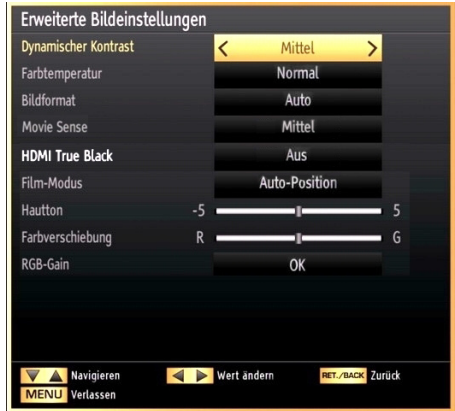 Erweiterte Bildeinstellungen
Dynamischer Kontrast Mittel
Farbtemperatur Normal
Bildformat Auto
Movie Sense Mittel
HDMI True Black Aus
Film-Modus Auto-Position
Hautton -5 5
Farbverschiebung R G
RGB-Gain OK
Navigieren Wert ändern RET./BACK Zurück
MENU Verlassen